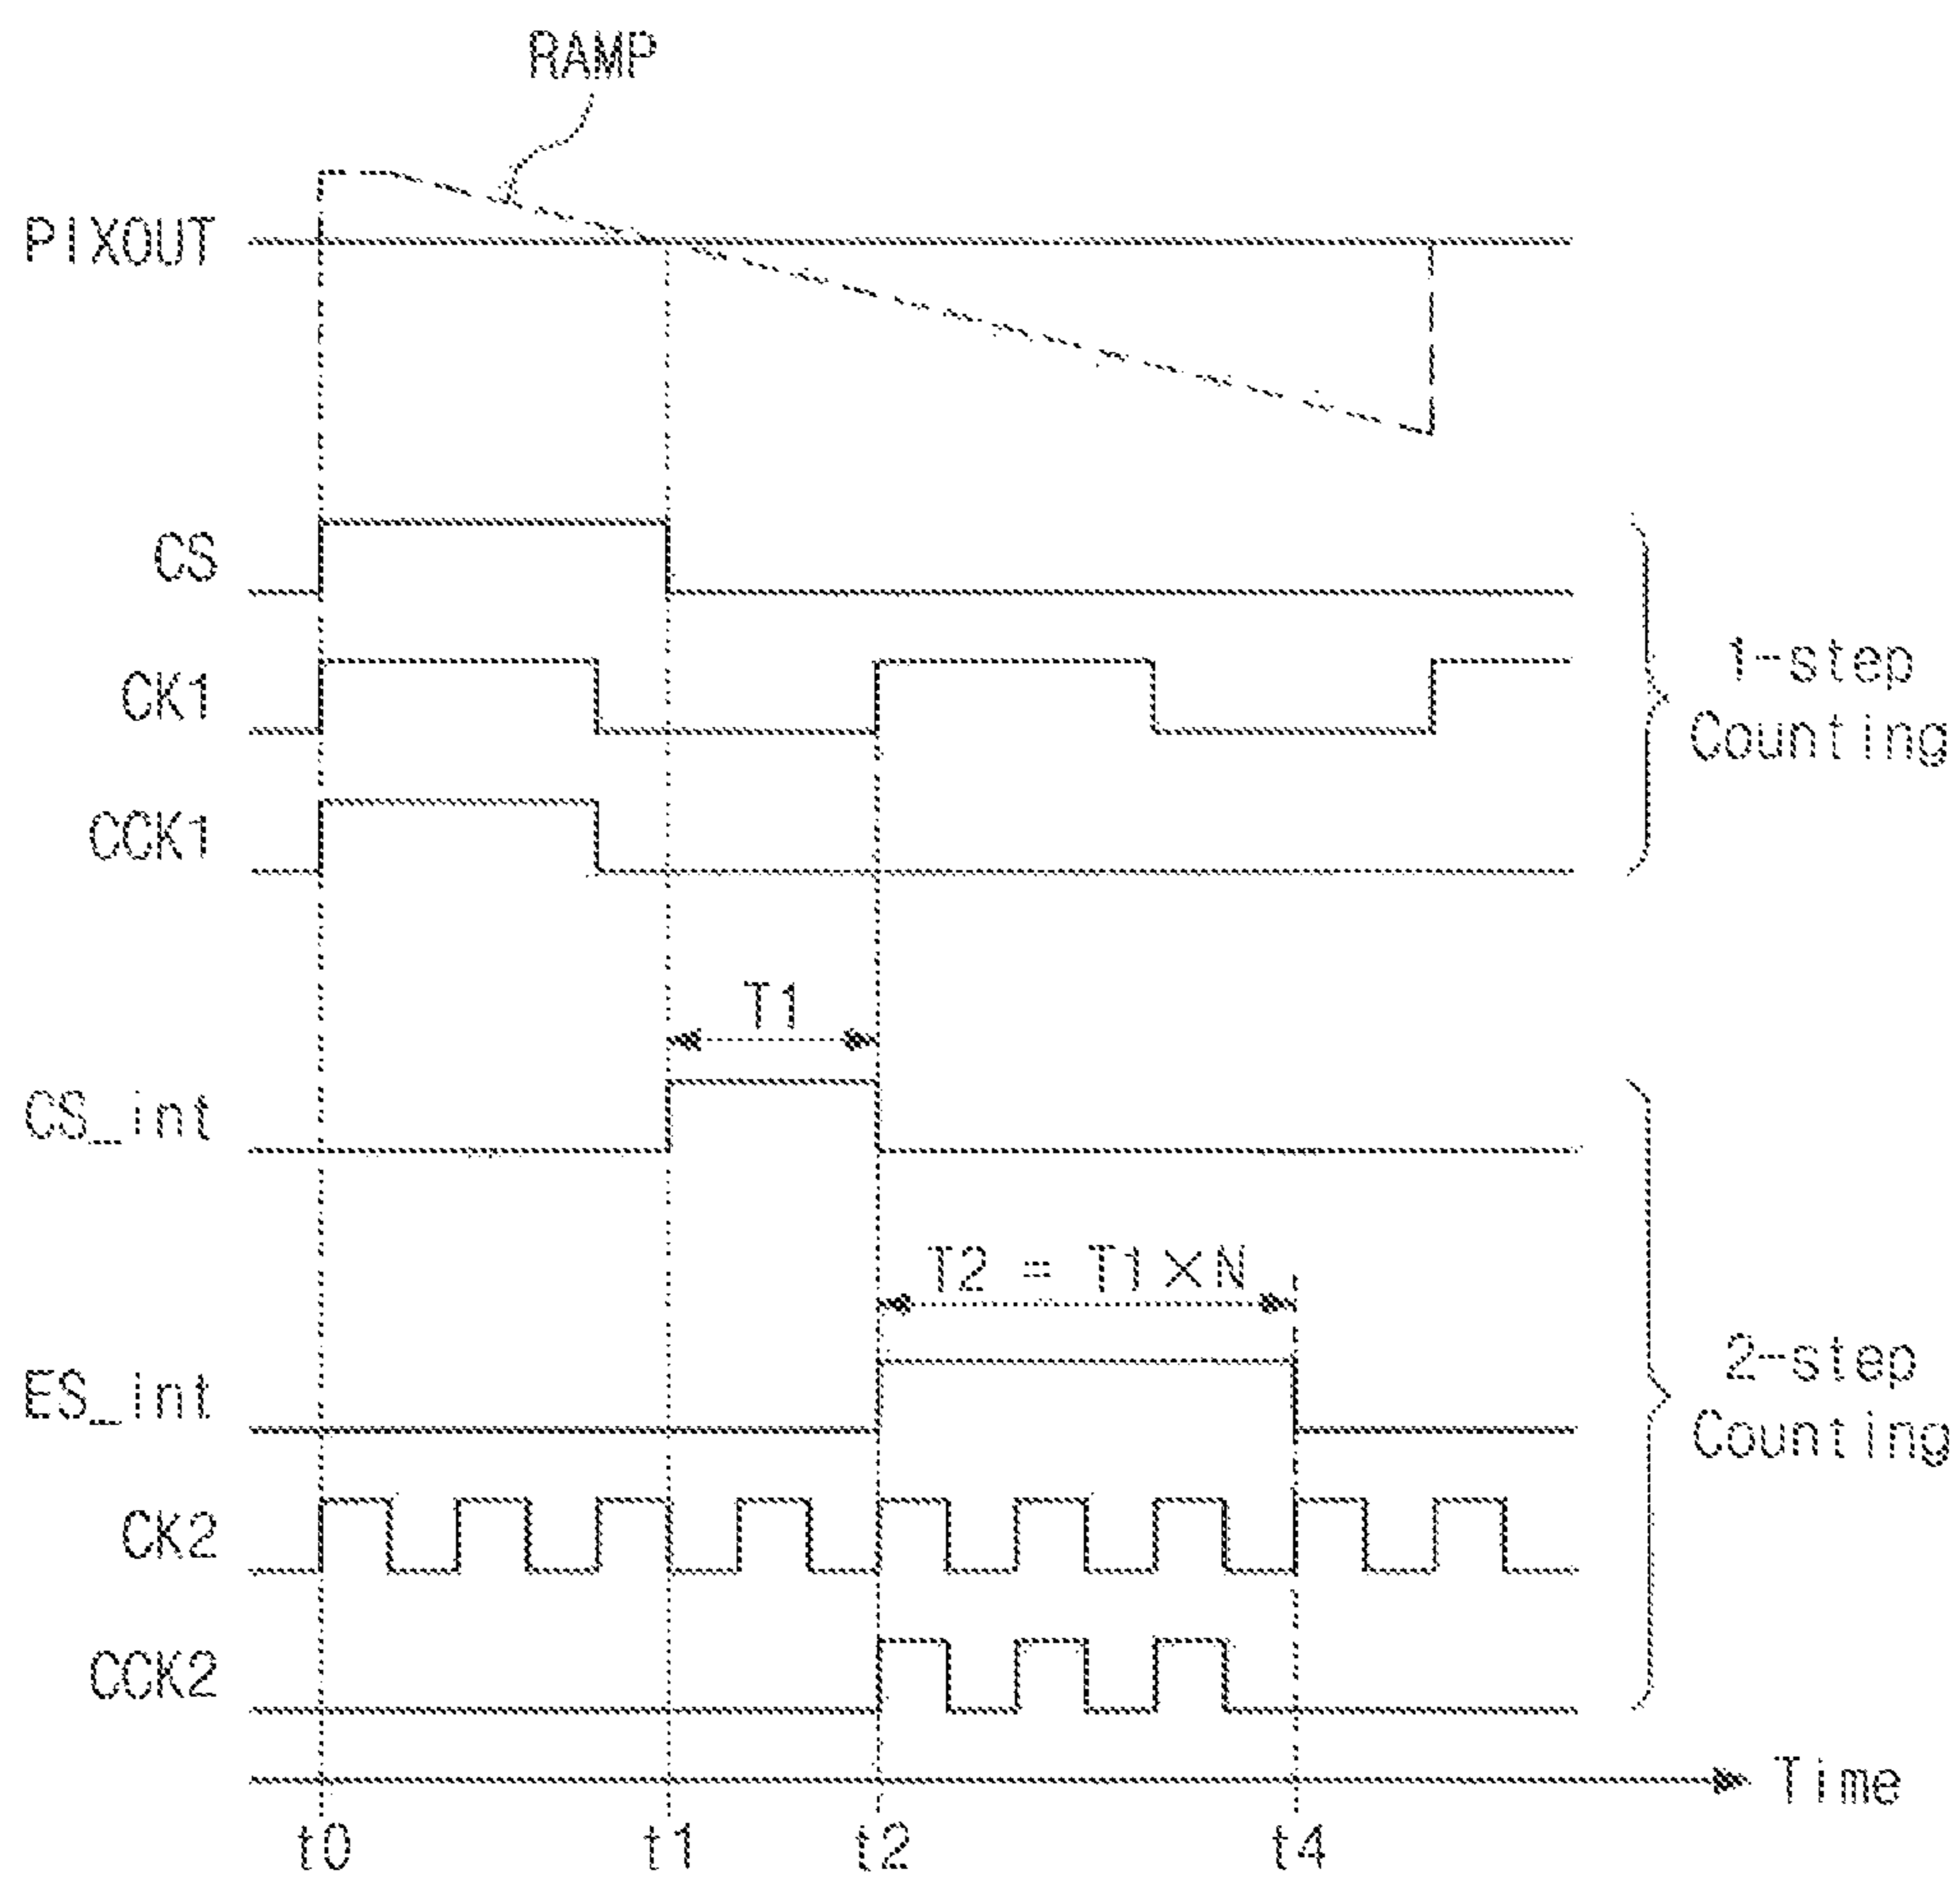 RAMP
PIXOUT
CS
CK1
CCK1
1-step
Counting
T1
CS_int
T2 = T1×N
ES_int
CK2
CCK2
2-step
Counting
Time
t0
t1
t2
t4